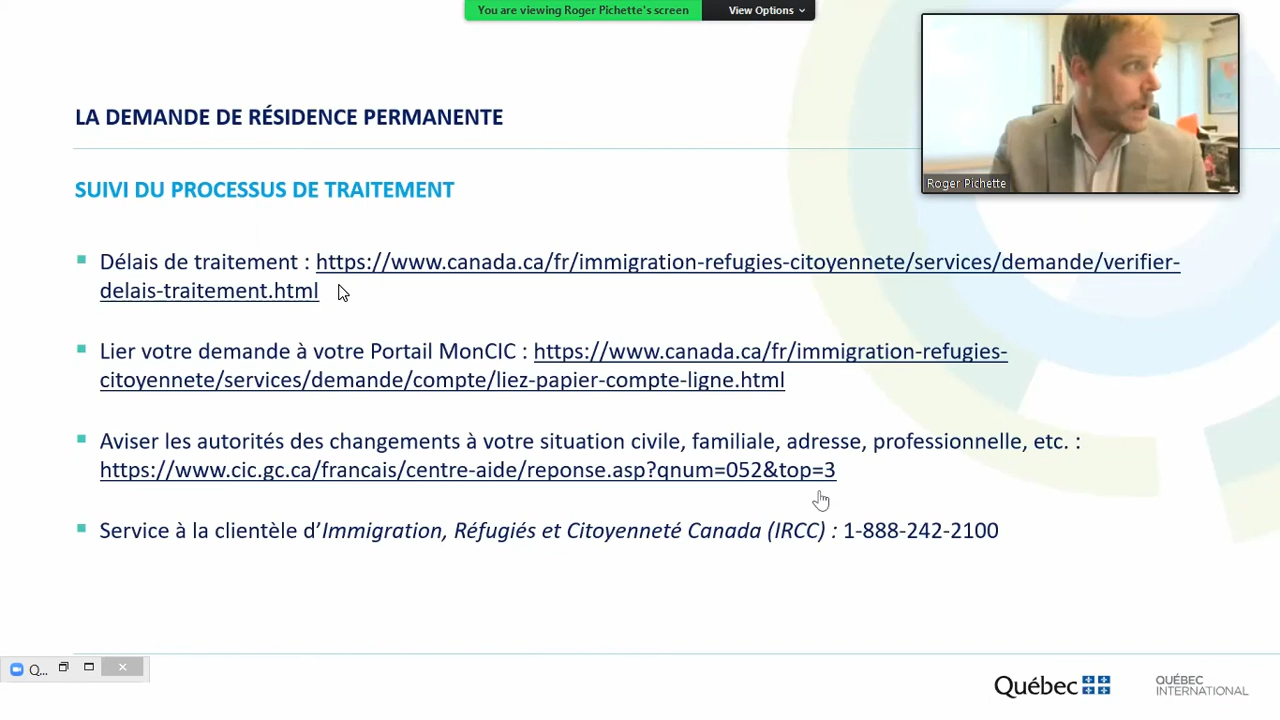 You are viewing Roger Pichette's screen
View Options
LA DEMANDE DE RÉSIDENCE PERMANENTE
Roger Pichette
SUIVI DU PROCESSUS DE TRAITEMENT
Délais de traitement : https://www.canada.ca/fr/immigration-refugies-citoyennete/services/demande/verifier-
delais-traitement.html
Lier votre demande à votre Portail MonCIC : https://www.canada.ca/fr/immigration-refugies-
citoyennete/services/demande/compte/liez-papier-compte-ligne.html
Aviser les autorités des changements à votre situation civile, familiale, adresse, professionnelle, etc. :
https://www.cic.gc.ca/francais/centre-aide/reponse.asp?qnum=052&top=3
Service à la clientèle d'Immigration, Réfugiés et Citoyenneté Canada (IRCC) : 1-888-242-2100
Q...
Québec
QUÉBEC
INTERNATIONAL